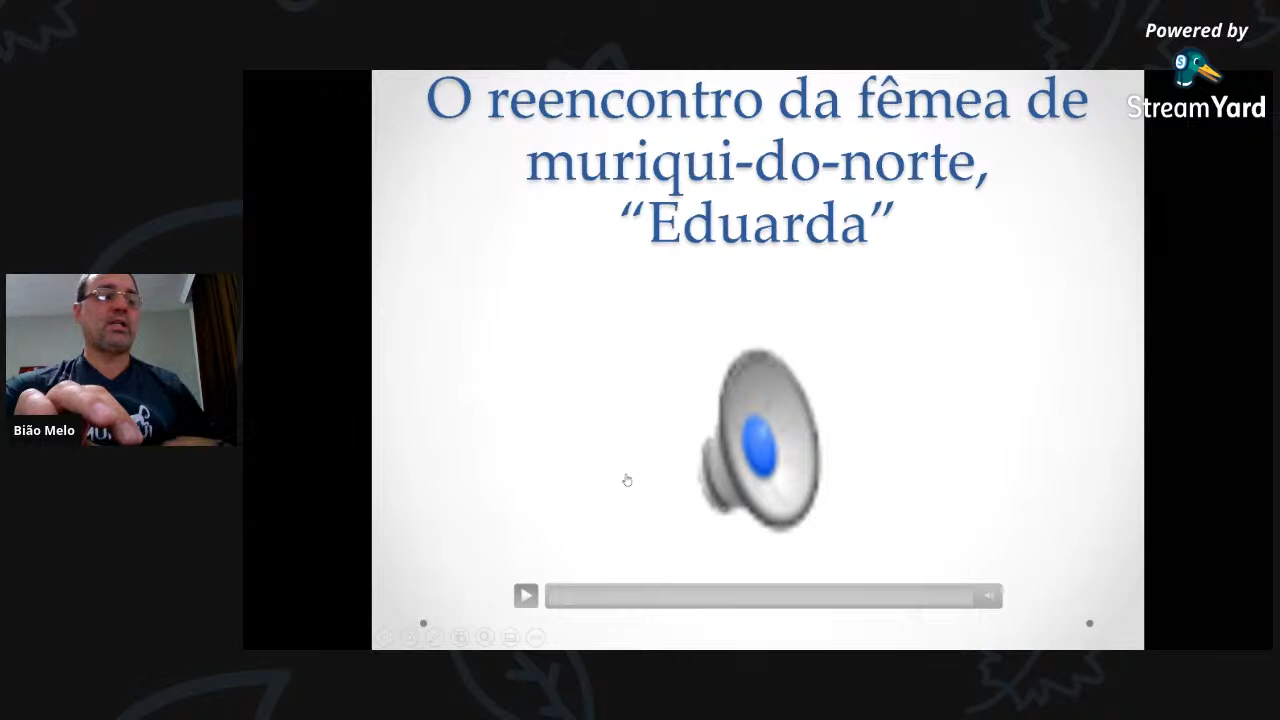 Powered by
StreamYard
O reencontro da fêmea de
muriqui-do-norte,
“Eduarda”
Bião Melo